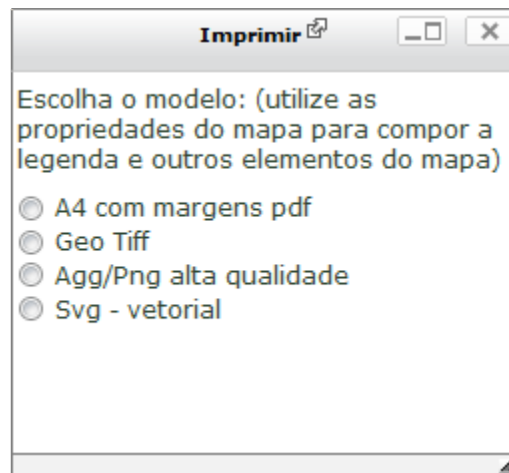 Imprimir
Escolha o modelo: (utilize as
propriedades do mapa para compor a
legenda e outros elementos do mapa)
A4 com margens pdf
Geo Tiff
Agg/Png alta qualidade
Svg - vetorial